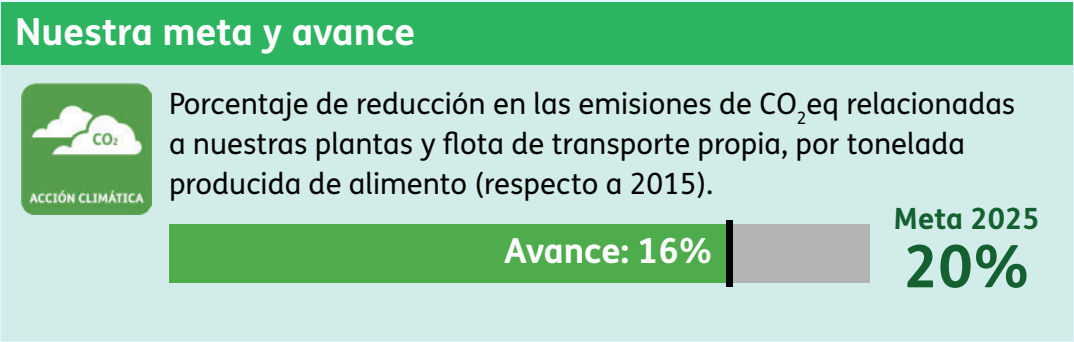 Nuestra meta y avance
CO₂
ACCIÓN CLIMÁTICA
Porcentaje de reducción en las emisiones de CO₂eq relacionadas
a nuestras plantas y flota de transporte propia, por tonelada
producida de alimento (respecto a 2015).
Avance: 16%
Meta 2025
20%